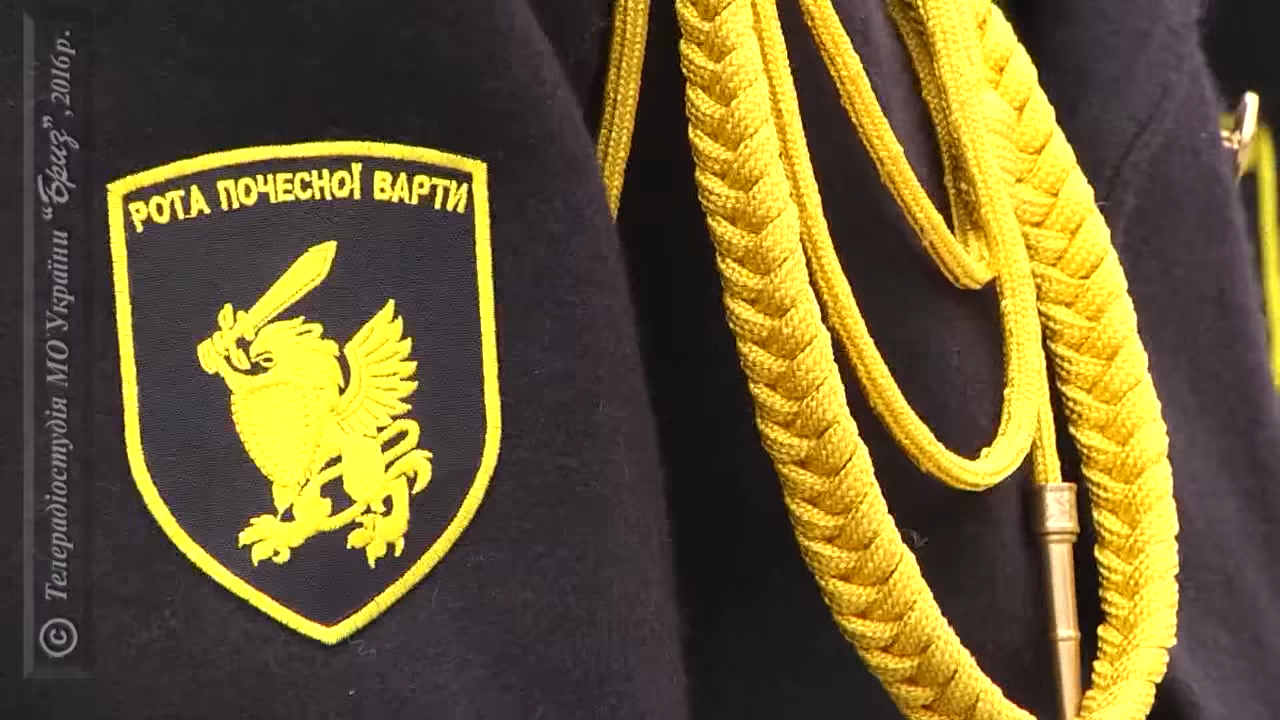 РОТА ПОЧЕСНОЇ ВАРТИ
© Телерадіостудія МО України "Бриз", 2016р.